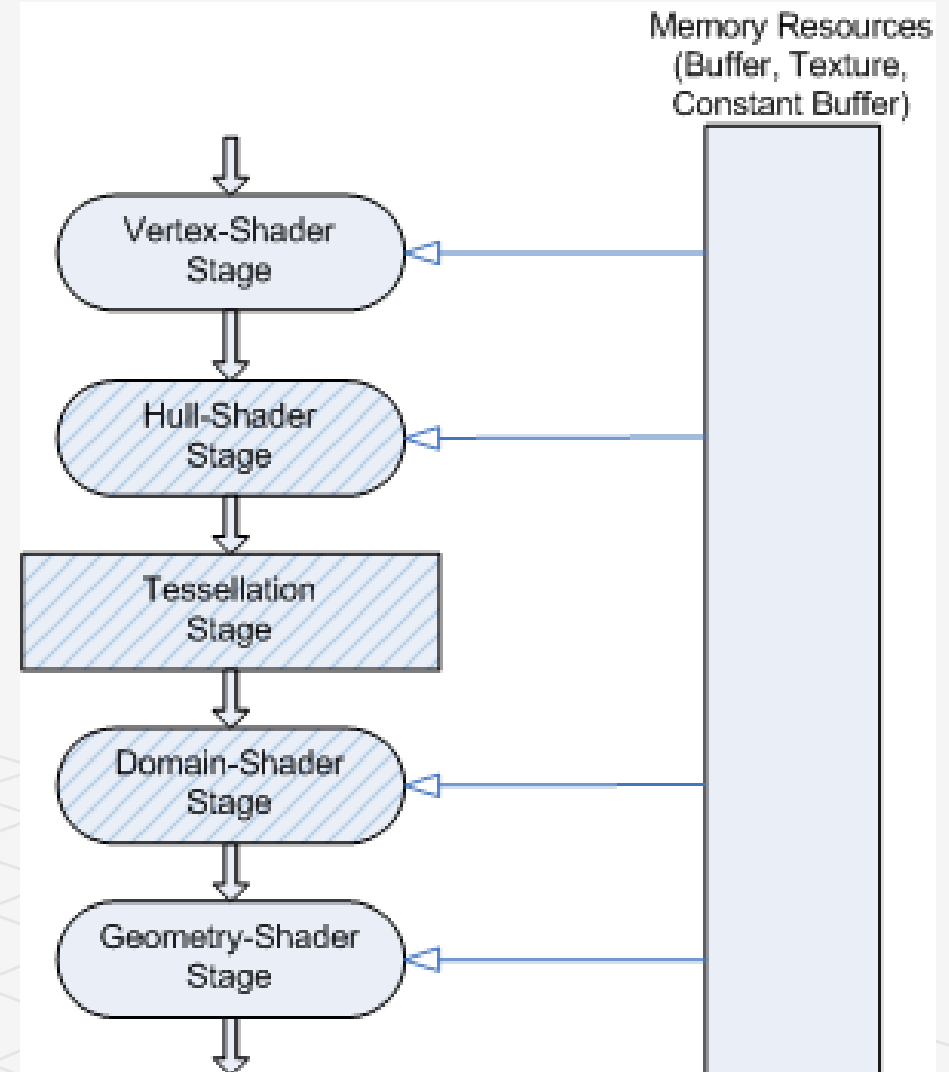 Memory Resources
(Buffer, Texture,
Constant Buffer)
Vertex-Shader
Stage
Hull-Shader
Stage
Tessellation
Stage
Domain-Shader
Stage
Geometry-Shader
Stage